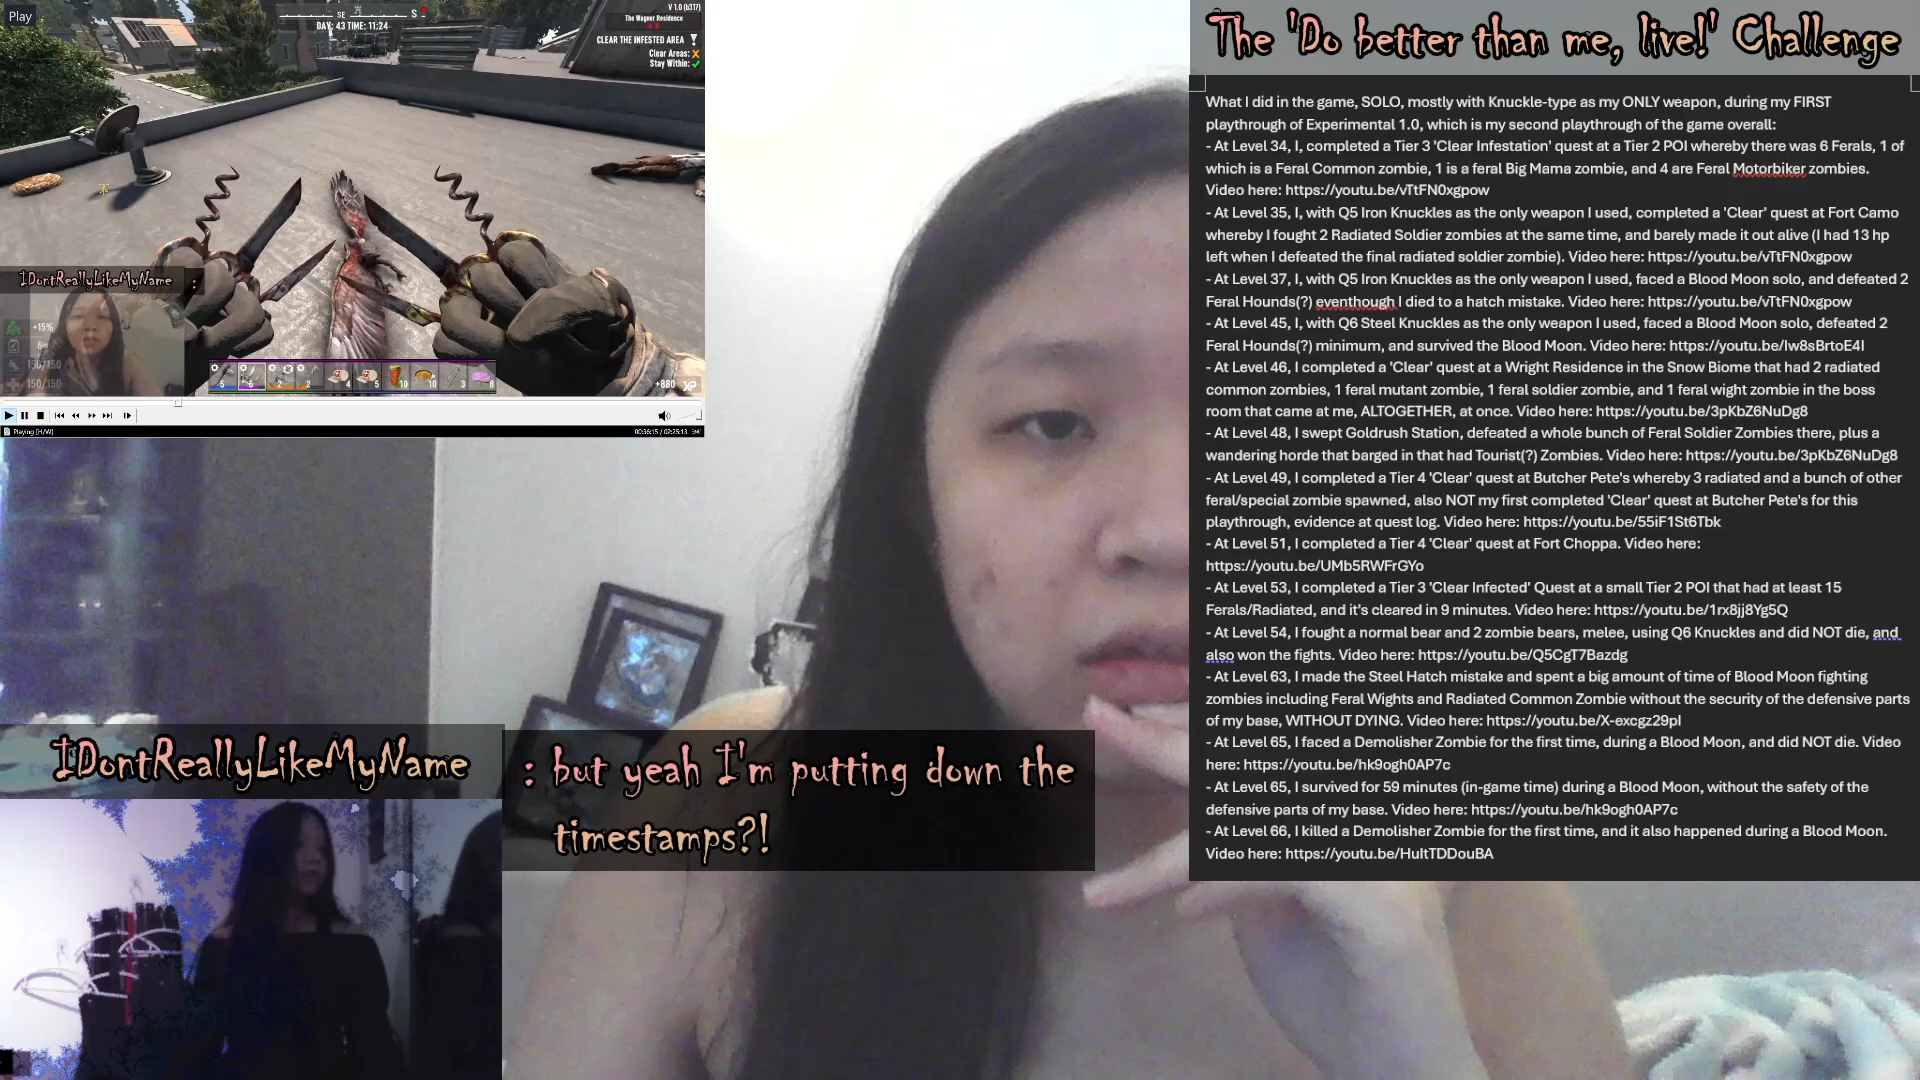 Play
SE
S
DAY: 43 TIME: 11:24
V 1.0 (b317)
The Wagner Residence
CLEAR THE INFESTED AREA
Clear Areas:
Stay Within:
IDontReallyLikeMyName :
+15%
150/150
150/150
5 6 2 2 4 5 10 10 3 8
+880 XP
Playing [H/W]
00:36:15 / 02:25:13
The 'Do better than me, live!' Challenge
What I did in the game, SOLO, mostly with Knuckle-type as my ONLY weapon, during my FIRST
playthrough of Experimental 1.0, which is my second playthrough of the game overall:
- At Level 34, I, completed a Tier 3 'Clear Infestation' quest at a Tier 2 POI whereby there was 6 Ferals, 1 of
which is a Feral Common zombie, 1 is a feral Big Mama zombie, and 4 are Feral Motorbiker zombies.
Video here: https://youtu.be/vTtFN0xgpow
- At Level 35, I, with Q5 Iron Knuckles as the only weapon I used, completed a 'Clear' quest at Fort Camo
whereby I fought 2 Radiated Soldier zombies at the same time, and barely made it out alive (I had 13 hp
left when I defeated the final radiated soldier zombie). Video here: https://youtu.be/vTtFN0xgpow
- At Level 37, I, with Q5 Iron Knuckles as the only weapon I used, faced a Blood Moon solo, and defeated 2
Feral Hounds(?) eventhough I died to a hatch mistake. Video here: https://youtu.be/vTtFN0xgpow
- At Level 45, I, with Q6 Steel Knuckles as the only weapon I used, faced a Blood Moon solo, defeated 2
Feral Hounds(?) minimum, and survived the Blood Moon. Video here: https://youtu.be/Iw8sBrtoE4I
- At Level 46, I completed a 'Clear' quest at a Wright Residence in the Snow Biome that had 2 radiated
common zombies, 1 feral mutant zombie, 1 feral soldier zombie, and 1 feral wight zombie in the boss
room that came at me, ALTOGETHER, at once. Video here: https://youtu.be/3pKbZ6NuDg8
- At Level 48, I swept Goldrush Station, defeated a whole bunch of Feral Soldier Zombies there, plus a
wandering horde that barged in that had Tourist(?) Zombies. Video here: https://youtu.be/3pKbZ6NuDg8
- At Level 49, I completed a Tier 4 'Clear' quest at Butcher Pete's whereby 3 radiated and a bunch of other
feral/special zombie spawned, also NOT my first completed 'Clear' quest at Butcher Pete's for this
playthrough, evidence at quest log. Video here: https://youtu.be/55iF1St6Tbk
- At Level 51, I completed a Tier 4 'Clear' quest at Fort Choppa. Video here:
https://youtu.be/UMb5RWFrGYo
- At Level 53, I completed a Tier 3 'Clear Infected' Quest at a small Tier 2 POI that had at least 15
Ferals/Radiated, and it's cleared in 9 minutes. Video here: https://youtu.be/1rx8jj8Yg5Q
- At Level 54, I fought a normal bear and 2 zombie bears, melee, using Q6 Knuckles and did NOT die, and
also won the fights. Video here: https://youtu.be/Q5CgT7Bazdg
- At Level 63, I made the Steel Hatch mistake and spent a big amount of time of Blood Moon fighting
zombies including Feral Wights and Radiated Common Zombie without the security of the defensive parts
of my base, WITHOUT DYING. Video here: https://youtu.be/X-excgz29pI
- At Level 65, I faced a Demolisher Zombie for the first time, during a Blood Moon, and did NOT die. Video
here: https://youtu.be/hk9ogh0AP7c
- At Level 65, I survived for 59 minutes (in-game time) during a Blood Moon, without the safety of the
defensive parts of my base. Video here: https://youtu.be/hk9ogh0AP7c
- At Level 66, I killed a Demolisher Zombie for the first time, and it also happened during a Blood Moon.
Video here: https://youtu.be/HuItTDDouBA
IDontReallyLikeMyName
: but yeah I'm putting down the
timestamps?!